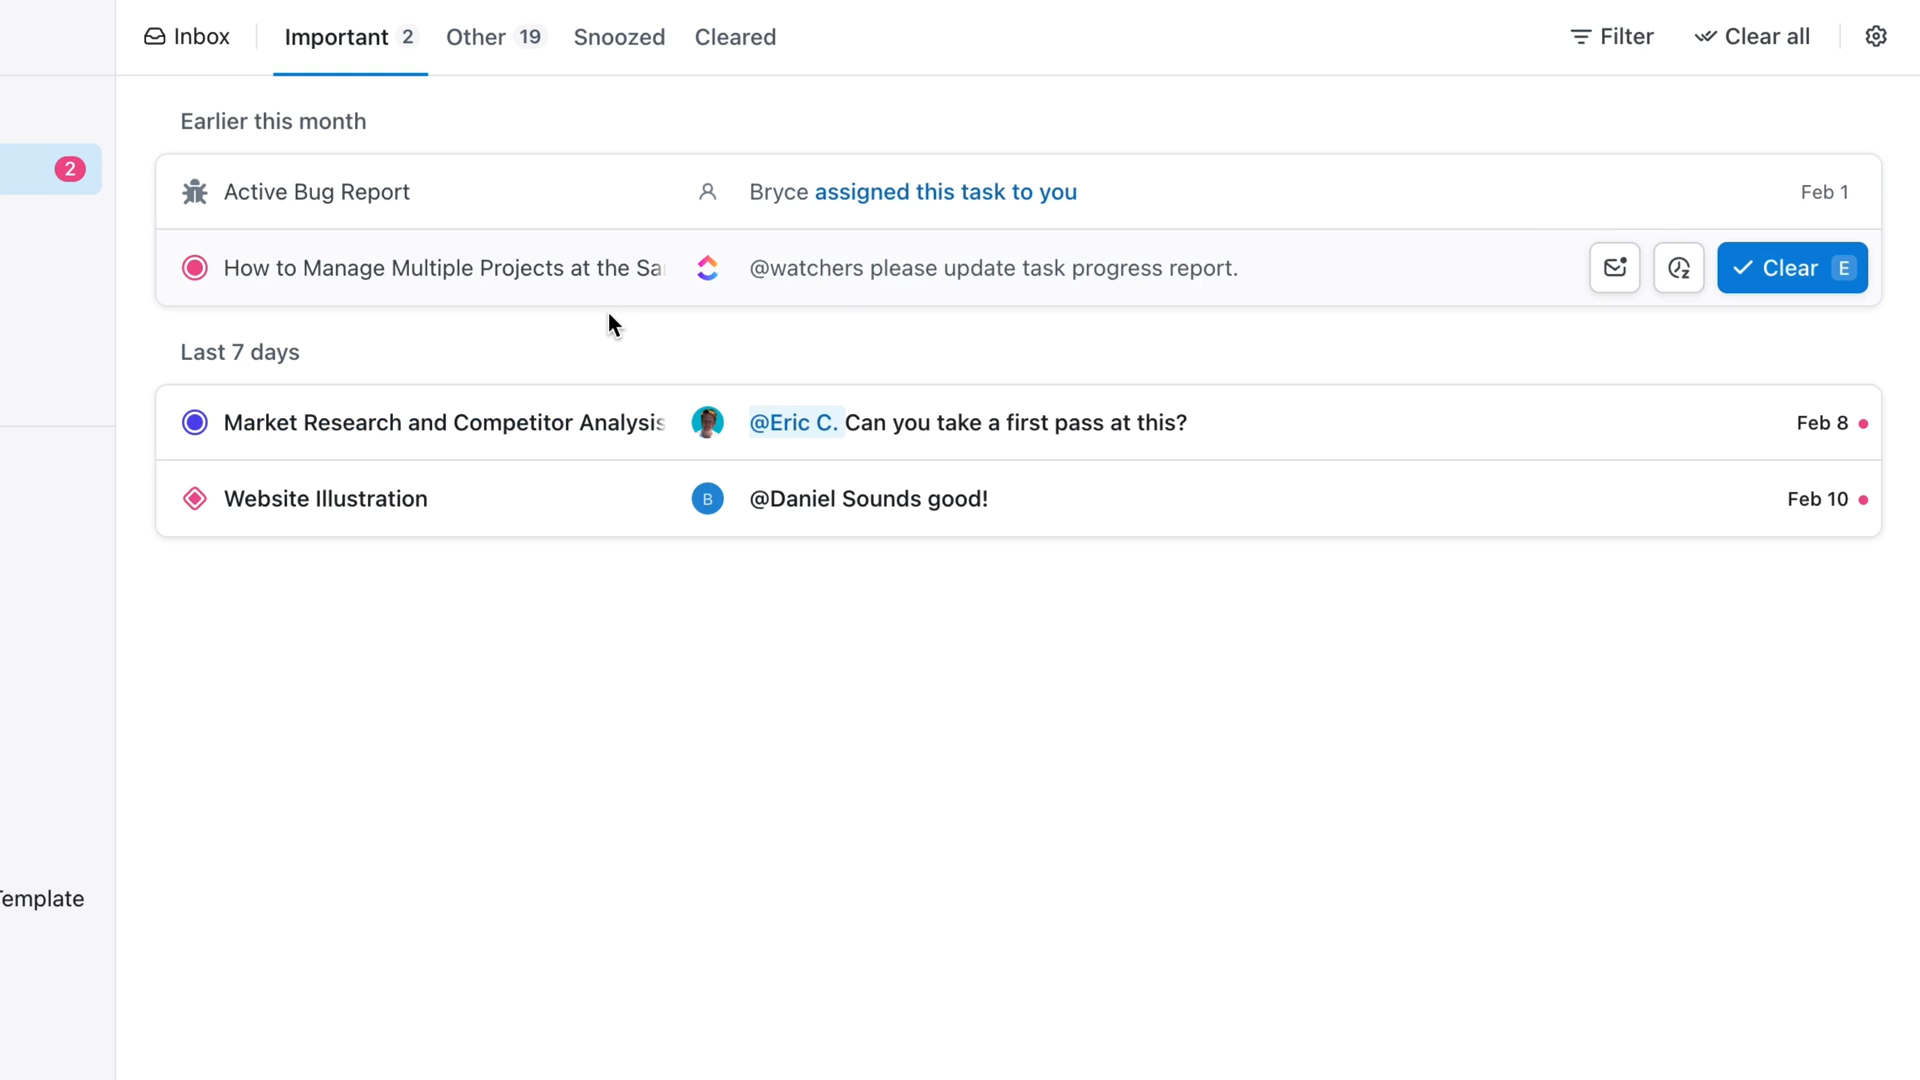 Inbox Important 2 Other 19 Snoozed Cleared Filter Clear all
2
Earlier this month
Active Bug Report Bryce assigned this task to you Feb 1
How to Manage Multiple Projects at the Sa @watchers please update task progress report. Clear E
Last 7 days
Market Research and Competitor Analysis @Eric C. Can you take a first pass at this? Feb 8
Website Illustration B @Daniel Sounds good! Feb 10
Template